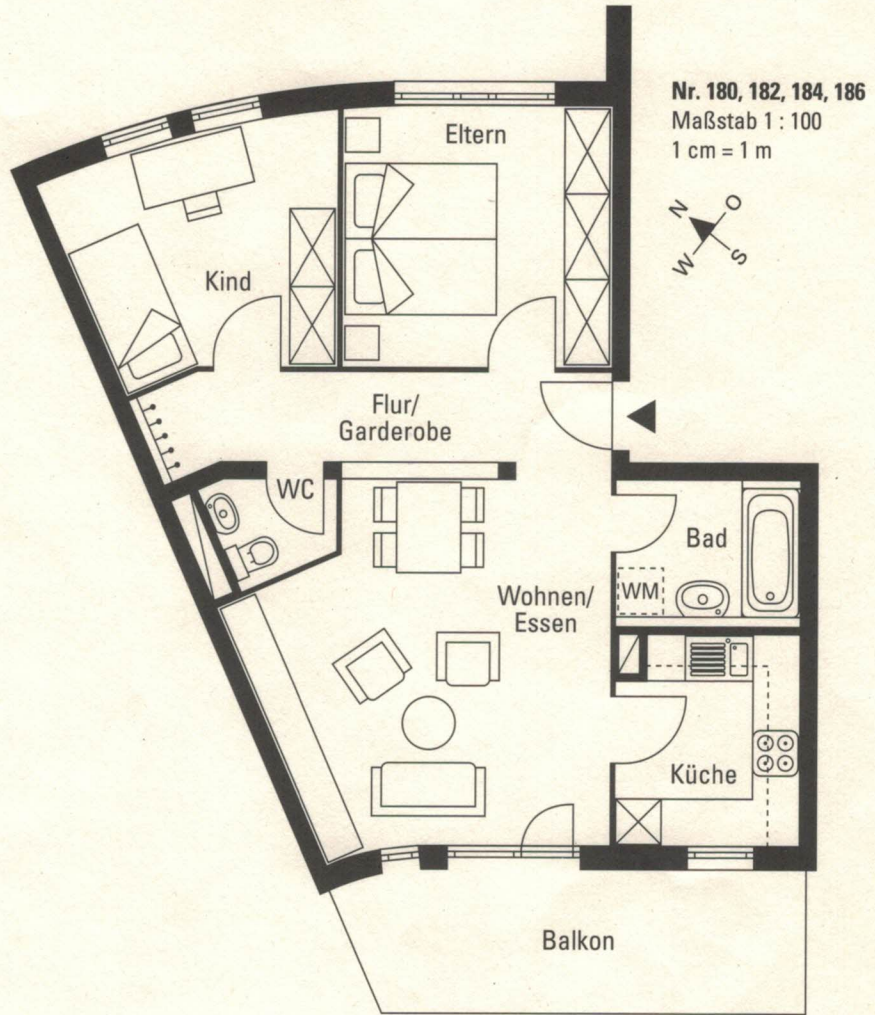 Nr. 180, 182, 184, 186
Maßstab 1 : 100
1 cm = 1 m
N
O
W
S
Eltern
Kind
Flur/
Garderobe
WC
Bad
WM
Wohnen/
Essen
Küche
Balkon